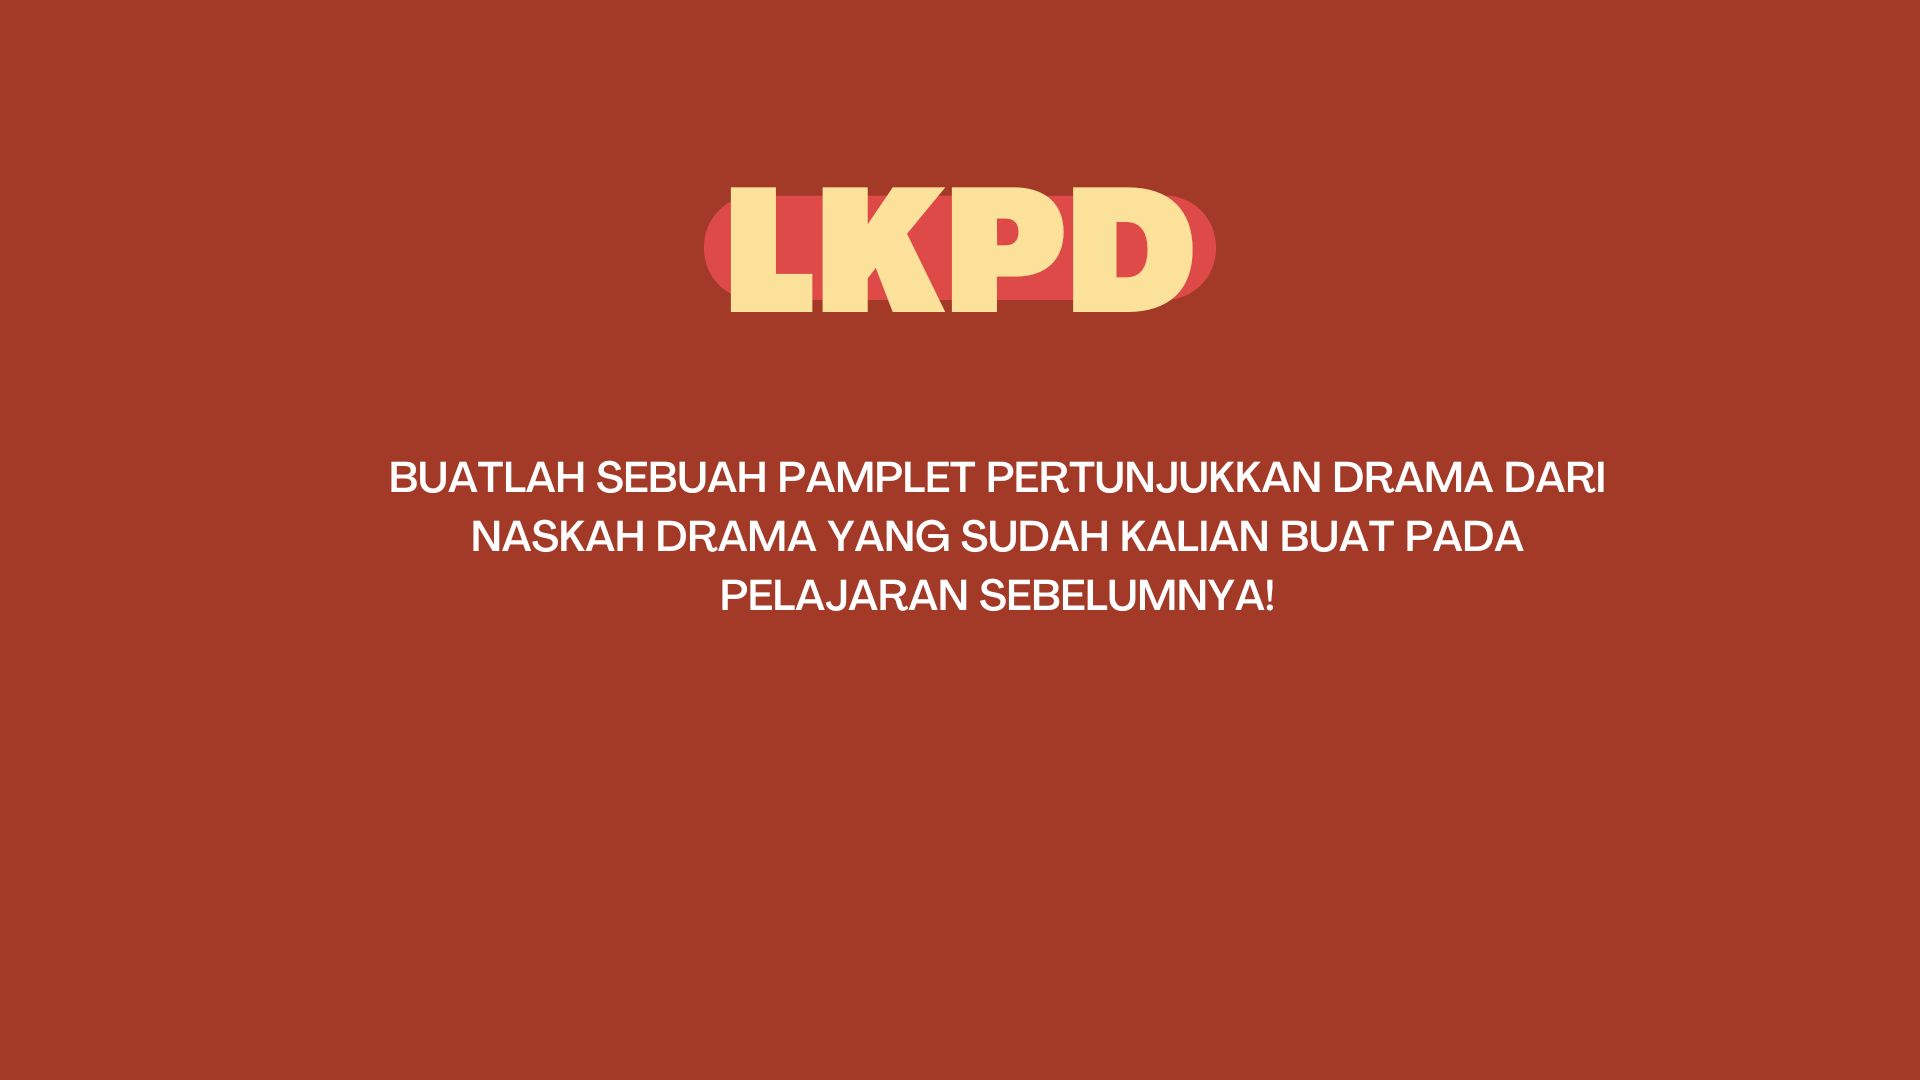 LKPD
BUATLAH SEBUAH PAMPLET PERTUNJUKKAN DRAMA DARI
NASKAH DRAMA YANG SUDAH KALIAN BUAT PADA
PELAJARAN SEBELUMNYA!